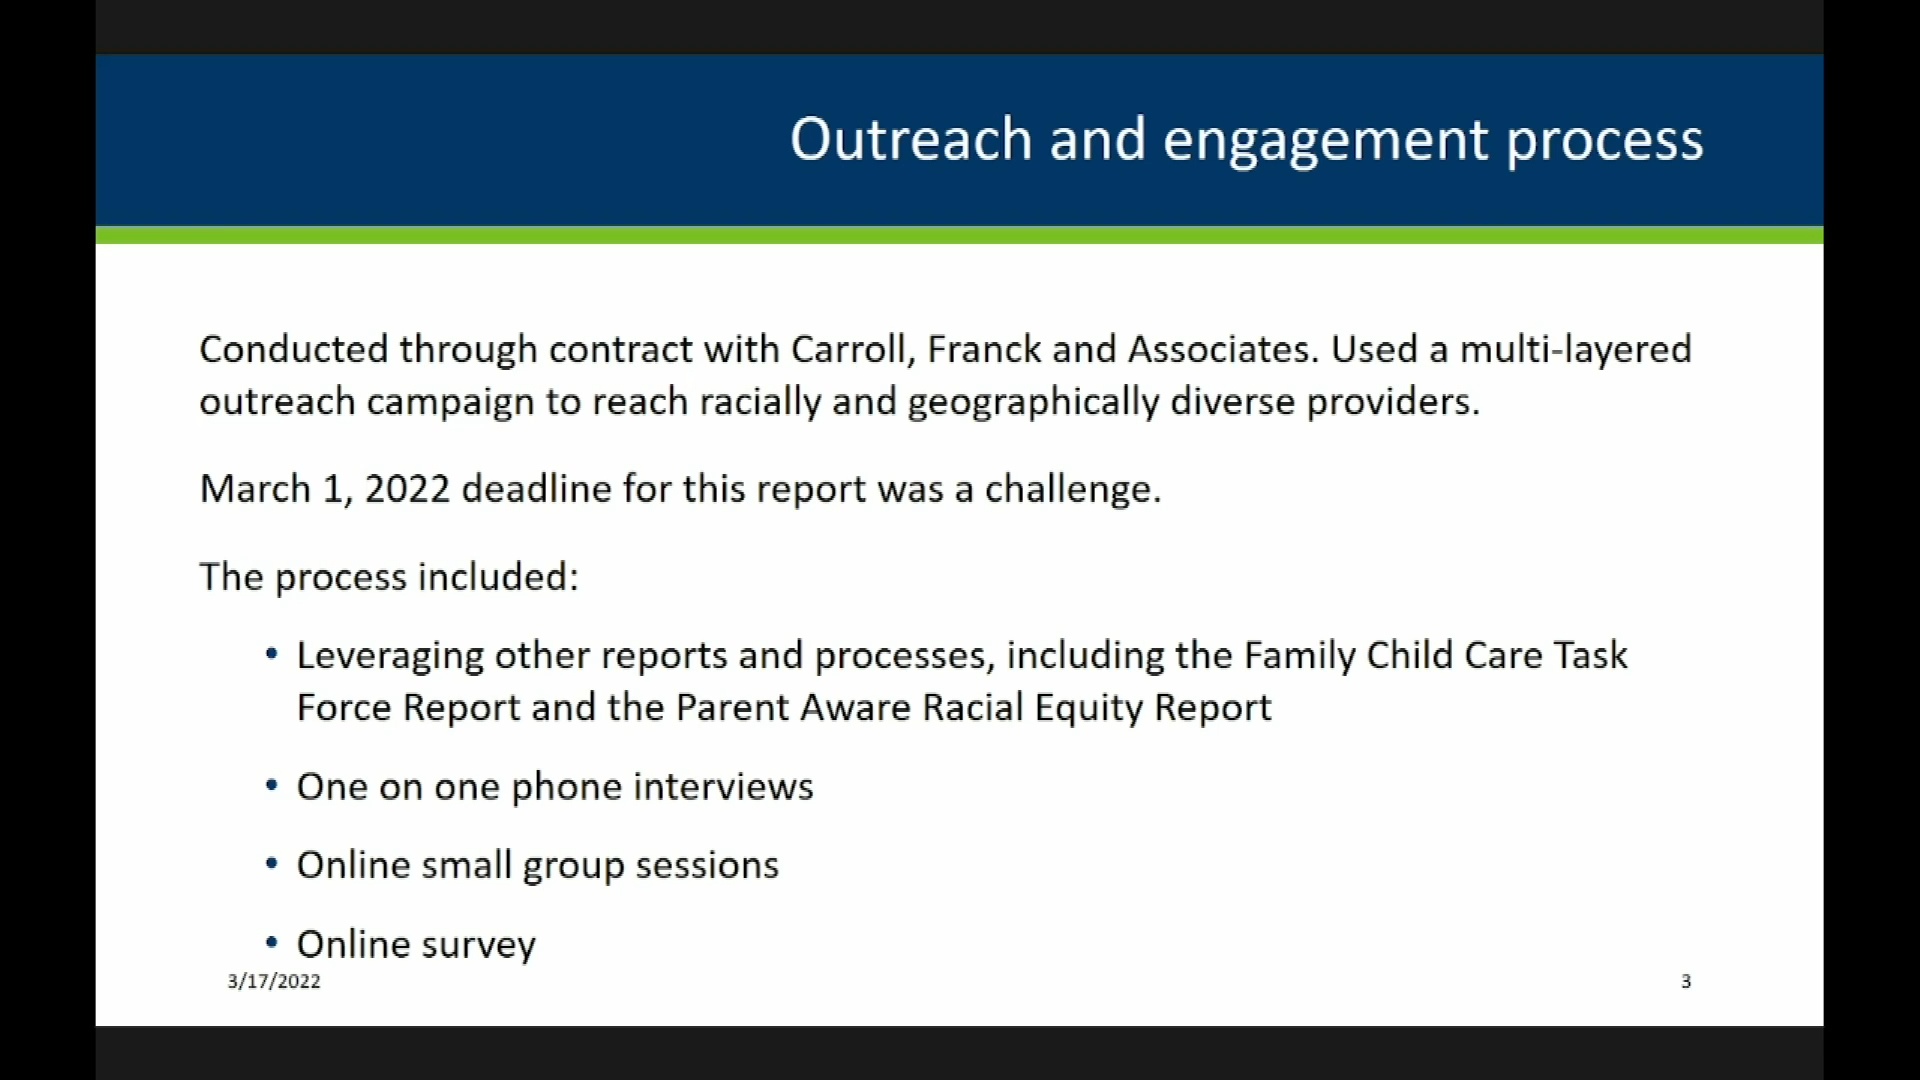 Outreach and engagement process
Conducted through contract with Carroll, Franck and Associates. Used a multi-layered
outreach campaign to reach racially and geographically diverse providers.
March 1, 2022 deadline for this report was a challenge.
The process included:
• Leveraging other reports and processes, including the Family Child Care Task
Force Report and the Parent Aware Racial Equity Report
• One on one phone interviews
• Online small group sessions
• Online survey
3/17/2022
3